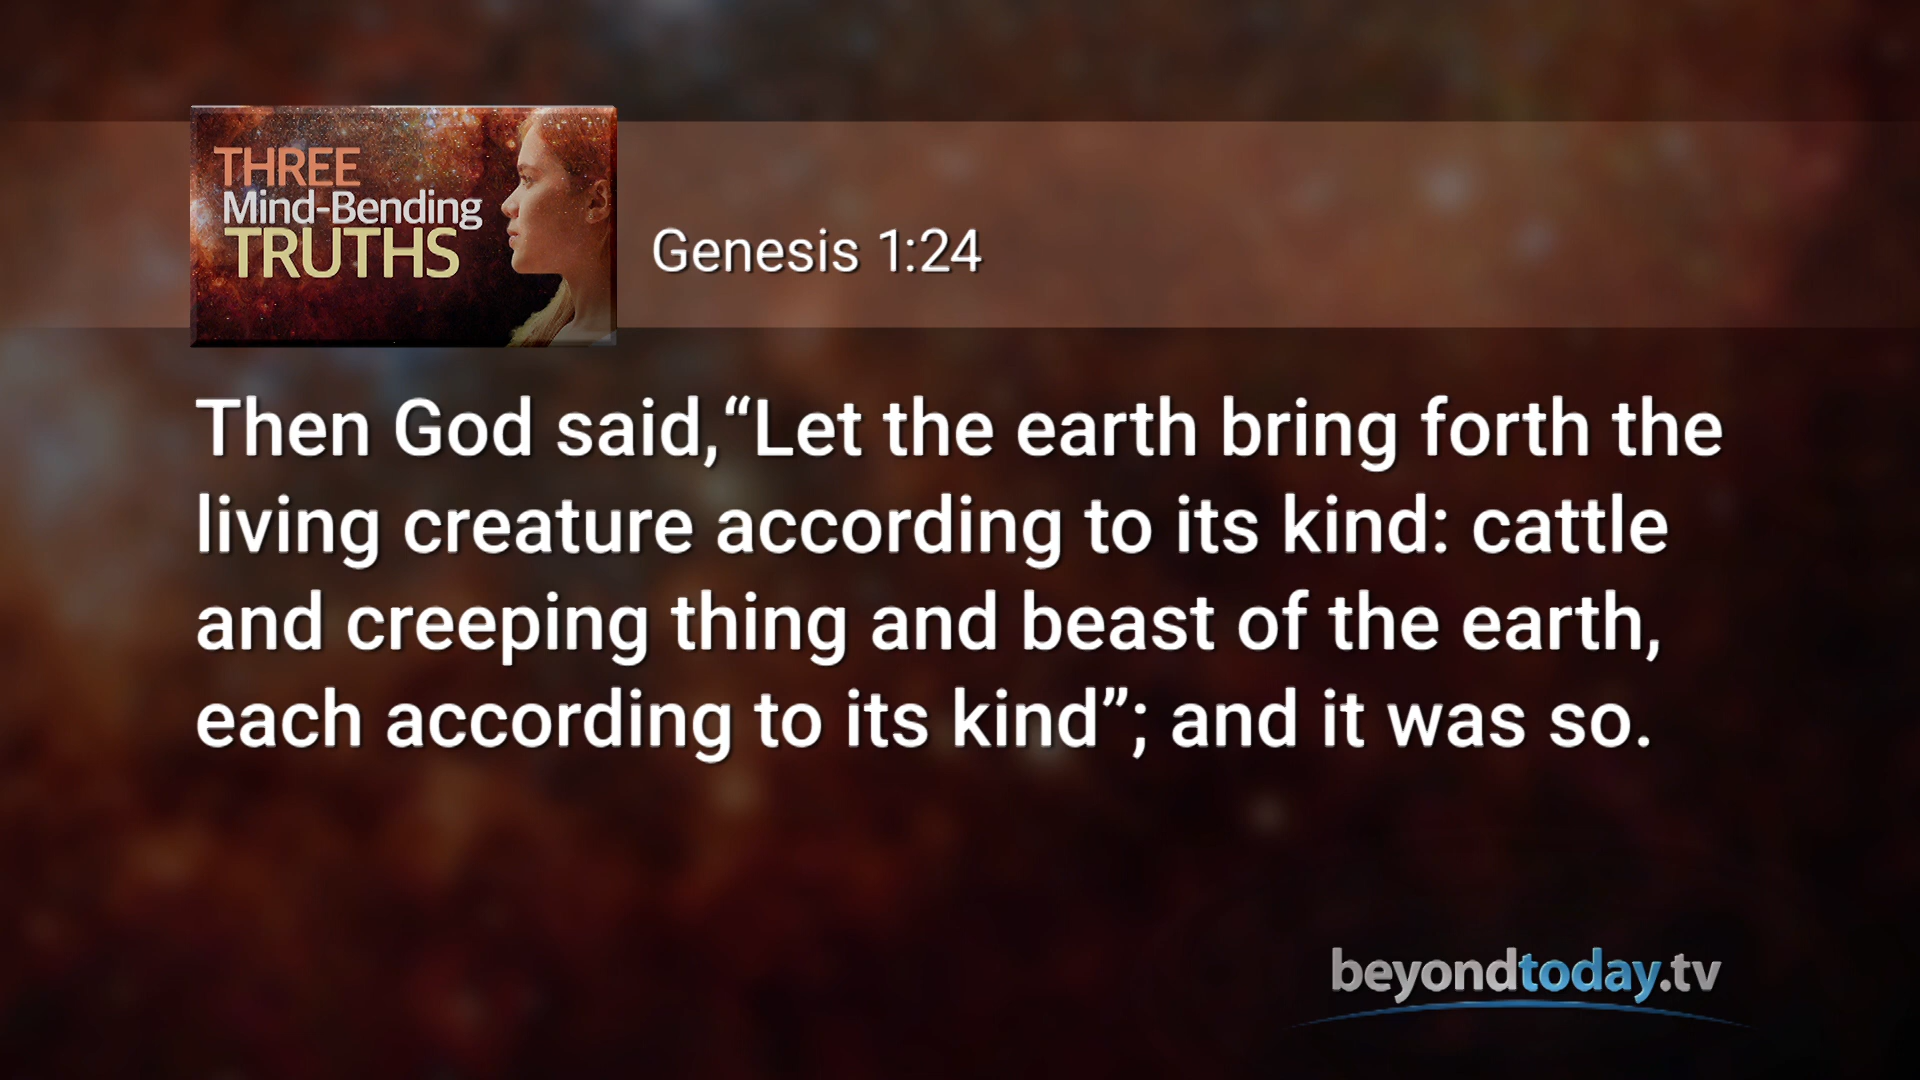 THREE
Mind-Bending
TRUTHS
Genesis 1:24
Then God said,“Let the earth bring forth the
living creature according to its kind: cattle
and creeping thing and beast of the earth,
each according to its kind”; and it was so.
beyondtoday.tv